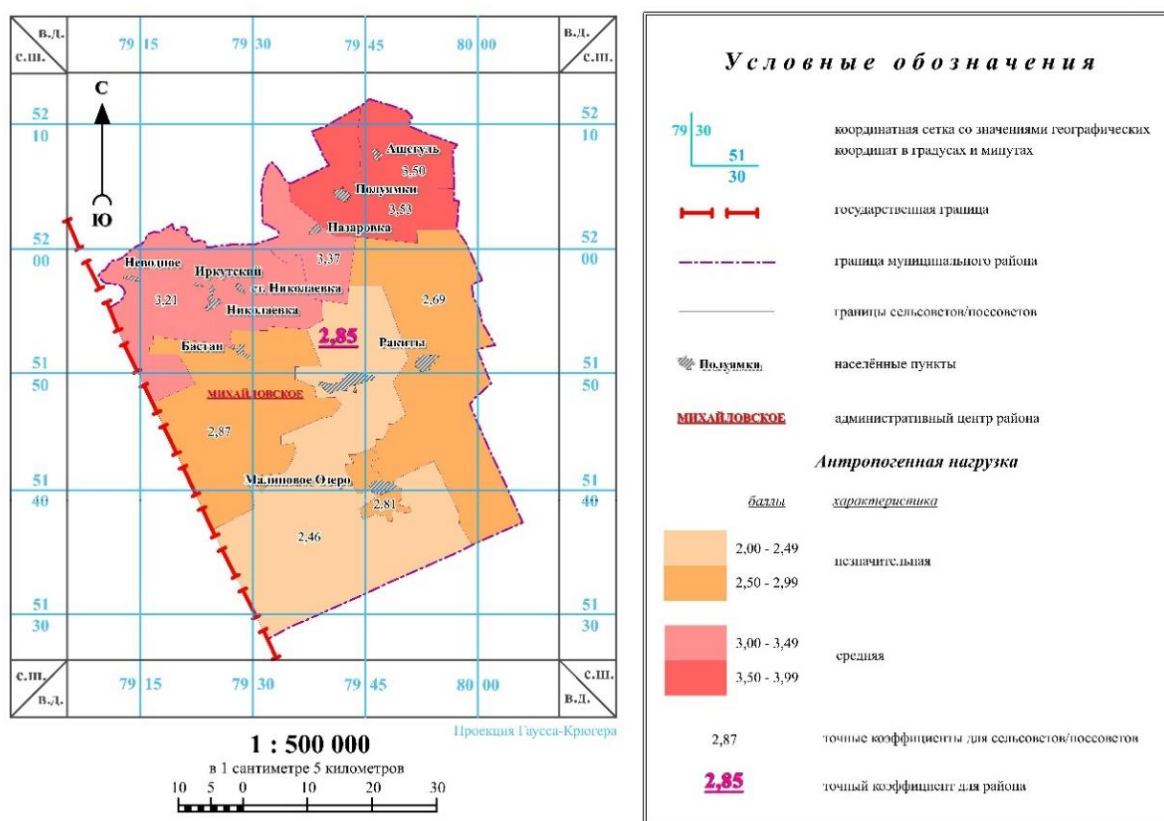 в.д.
с.ш.
79 15
79 30
79 45
80 00
в.д.
с.ш.
С
Ю
52
10
52
10
Ащегуль
3,50
Полуямки
3,53
Назаровка
52
00
52
00
3,37
Неводное
Иркутский
ст. Николаевка
3,21
Николаевка
2,69
2,85
Бастан
Ракиты
51
50
51
50
МИХАЙЛОВСКОЕ
2,87
Малиновое Озеро
51
40
51
40
2,81
2,46
51
30
51
30
с.ш.
в.д.
79 15
79 30
79 45
80 00
с.ш.
в.д.
Проекция Гаусса-Крюгера
1 : 500 000
в 1 сантиметре 5 километров
10 5 0 10 20 30
Условные обозначения
79 30
51
30
координатная сетка со значениями географических
координат в градусах и минутах
государственная граница
граница муниципального района
границы сельсоветов/поссоветов
Полуямки
населённые пункты
МИХАЙЛОВСКОЕ
административный центр района
Антропогенная нагрузка
баллы характеристика
2,00 - 2,49
незначительная
2,50 - 2,99
3,00 - 3,49
средняя
3,50 - 3,99
2,87
точные коэффициенты для сельсоветов/поссоветов
2,85
точный коэффициент для района